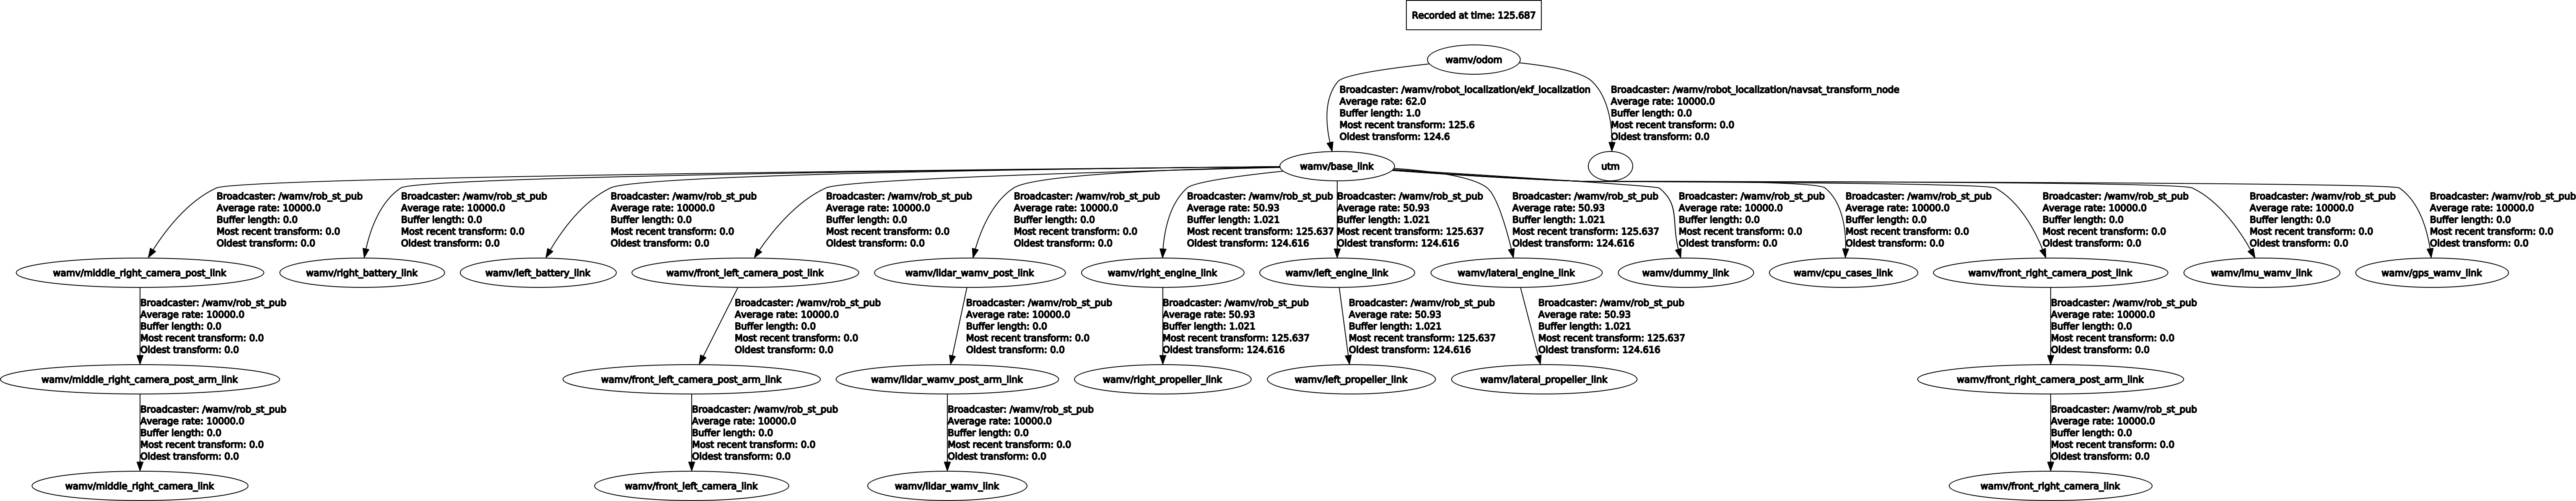 Recorded at time: 125.687
wamv/odom
Broadcaster: /wamv/robot_localization/ekf_localization
Average rate: 62.0
Buffer length: 1.0
Most recent transform: 125.6
Oldest transform: 124.6
Broadcaster: /wamv/robot_localization/navsat_transform_node
Average rate: 10000.0
Buffer length: 0.0
Most recent transform: 0.0
Oldest transform: 0.0
wamv/base_link
utm
Broadcaster: /wamv/rob_st_pub
Average rate: 10000.0
Buffer length: 0.0
Most recent transform: 0.0
Oldest transform: 0.0
Broadcaster: /wamv/rob_st_pub
Average rate: 10000.0
Buffer length: 0.0
Most recent transform: 0.0
Oldest transform: 0.0
Broadcaster: /wamv/rob_st_pub
Average rate: 10000.0
Buffer length: 0.0
Most recent transform: 0.0
Oldest transform: 0.0
Broadcaster: /wamv/rob_st_pub
Average rate: 10000.0
Buffer length: 0.0
Most recent transform: 0.0
Oldest transform: 0.0
Broadcaster: /wamv/rob_st_pub
Average rate: 10000.0
Buffer length: 0.0
Most recent transform: 0.0
Oldest transform: 0.0
Broadcaster: /wamv/rob_st_pub
Average rate: 50.93
Buffer length: 1.021
Most recent transform: 125.637
Oldest transform: 124.616
Broadcaster: /wamv/rob_st_pub
Average rate: 50.93
Buffer length: 1.021
Most recent transform: 125.637
Oldest transform: 124.616
Broadcaster: /wamv/rob_st_pub
Average rate: 50.93
Buffer length: 1.021
Most recent transform: 125.637
Oldest transform: 124.616
Broadcaster: /wamv/rob_st_pub
Average rate: 10000.0
Buffer length: 0.0
Most recent transform: 0.0
Oldest transform: 0.0
Broadcaster: /wamv/rob_st_pub
Average rate: 10000.0
Buffer length: 0.0
Most recent transform: 0.0
Oldest transform: 0.0
Broadcaster: /wamv/rob_st_pub
Average rate: 10000.0
Buffer length: 0.0
Most recent transform: 0.0
Oldest transform: 0.0
Broadcaster: /wamv/rob_st_pub
Average rate: 10000.0
Buffer length: 0.0
Most recent transform: 0.0
Oldest transform: 0.0
Broadcaster: /wamv/rob_st_pub
Average rate: 10000.0
Buffer length: 0.0
Most recent transform: 0.0
Oldest transform: 0.0
wamv/middle_right_camera_post_link
wamv/right_battery_link
wamv/left_battery_link
wamv/front_left_camera_post_link
wamv/lidar_wamv_post_link
wamv/right_engine_link
wamv/left_engine_link
wamv/lateral_engine_link
wamv/dummy_link
wamv/cpu_cases_link
wamv/front_right_camera_post_link
wamv/imu_wamv_link
wamv/gps_wamv_link
Broadcaster: /wamv/rob_st_pub
Average rate: 10000.0
Buffer length: 0.0
Most recent transform: 0.0
Oldest transform: 0.0
Broadcaster: /wamv/rob_st_pub
Average rate: 10000.0
Buffer length: 0.0
Most recent transform: 0.0
Oldest transform: 0.0
Broadcaster: /wamv/rob_st_pub
Average rate: 10000.0
Buffer length: 0.0
Most recent transform: 0.0
Oldest transform: 0.0
Broadcaster: /wamv/rob_st_pub
Average rate: 50.93
Buffer length: 1.021
Most recent transform: 125.637
Oldest transform: 124.616
Broadcaster: /wamv/rob_st_pub
Average rate: 50.93
Buffer length: 1.021
Most recent transform: 125.637
Oldest transform: 124.616
Broadcaster: /wamv/rob_st_pub
Average rate: 50.93
Buffer length: 1.021
Most recent transform: 125.637
Oldest transform: 124.616
Broadcaster: /wamv/rob_st_pub
Average rate: 10000.0
Buffer length: 0.0
Most recent transform: 0.0
Oldest transform: 0.0
wamv/middle_right_camera_post_arm_link
wamv/front_left_camera_post_arm_link
wamv/lidar_wamv_post_arm_link
wamv/right_propeller_link
wamv/left_propeller_link
wamv/lateral_propeller_link
wamv/front_right_camera_post_arm_link
Broadcaster: /wamv/rob_st_pub
Average rate: 10000.0
Buffer length: 0.0
Most recent transform: 0.0
Oldest transform: 0.0
Broadcaster: /wamv/rob_st_pub
Average rate: 10000.0
Buffer length: 0.0
Most recent transform: 0.0
Oldest transform: 0.0
Broadcaster: /wamv/rob_st_pub
Average rate: 10000.0
Buffer length: 0.0
Most recent transform: 0.0
Oldest transform: 0.0
Broadcaster: /wamv/rob_st_pub
Average rate: 10000.0
Buffer length: 0.0
Most recent transform: 0.0
Oldest transform: 0.0
wamv/middle_right_camera_link
wamv/front_left_camera_link
wamv/lidar_wamv_link
wamv/front_right_camera_link